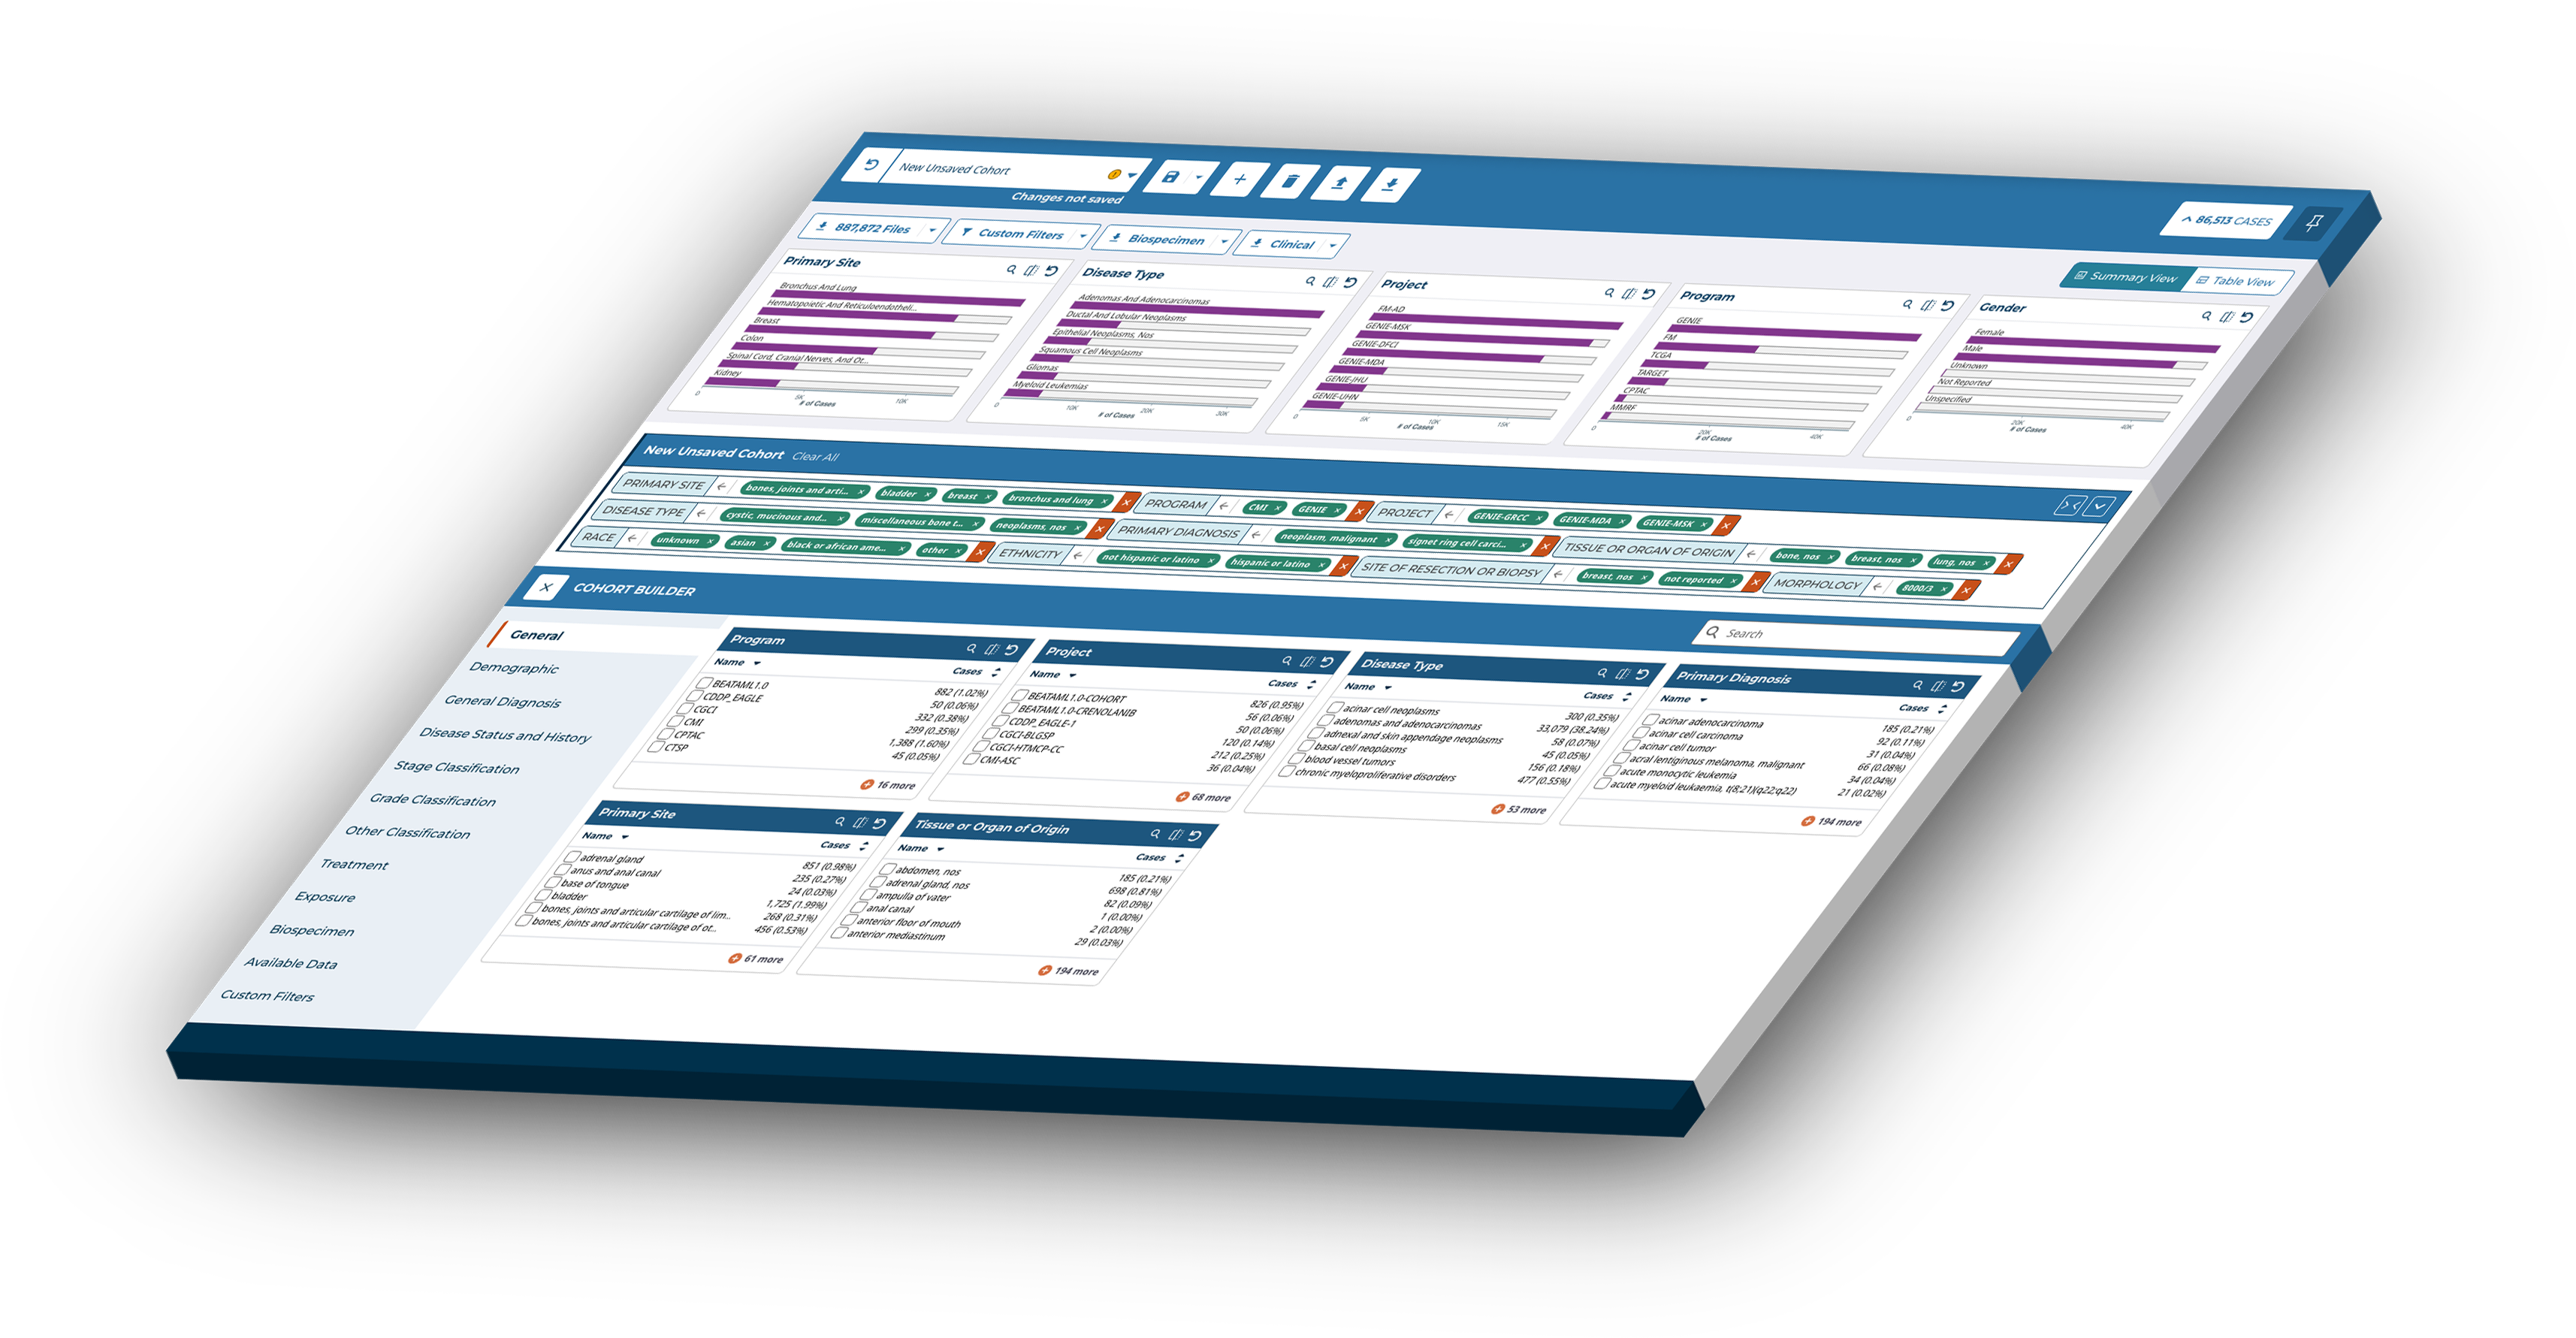 New Unsaved Cohort
Changes not saved
86,513 CASES
887,872 Files
Custom Filters
Biospecimen
Clinical
Summary View
Table View
Primary Site
Bronchus And Lung
Hematopoietic And Reticuloendotheli...
Breast
Colon
Spinal Cord, Cranial Nerves, And Ot...
Kidney
0 5K 10K
# of Cases
Disease Type
Adenomas And Adenocarcinomas
Ductal And Lobular Neoplasms
Epithelial Neoplasms, Nos
Squamous Cell Neoplasms
Gliomas
Myeloid Leukemias
0 10K 20K 30K
# of Cases
Project
FM-AD
GENIE-MSK
GENIE-DFCI
GENIE-MDA
GENIE-JHU
GENIE-UHN
0 5K 10K 15K
# of Cases
Program
GENIE
FM
TCGA
TARGET
CPTAC
MMRF
0 20K 40K
# of Cases
Gender
Female
Male
Unknown
Not Reported
Unspecified
0 20K 40K
# of Cases
New Unsaved Cohort Clear All
PRIMARY SITE bones, joints and arti... bladder breast bronchus and lung PROGRAM CMI GENIE PROJECT GENIE-GRCC GENIE-MDA GENIE-MSK
DISEASE TYPE cystic, mucinous and... miscellaneous bone t... neoplasms, nos PRIMARY DIAGNOSIS neoplasm, malignant signet ring cell carci... TISSUE OR ORGAN OF ORIGIN bone, nos breast, nos lung, nos
RACE unknown asian black or african ame... other ETHNICITY not hispanic or latino hispanic or latino SITE OF RESECTION OR BIOPSY breast, nos not reported MORPHOLOGY 8000/3
COHORT BUILDER
Search
General
Demographic
General Diagnosis
Disease Status and History
Stage Classification
Grade Classification
Other Classification
Treatment
Exposure
Biospecimen
Available Data
Custom Filters
Program
Name Cases
BEATAML1.0 882 (1.02%)
CDDP_EAGLE 50 (0.06%)
CGCI 332 (0.38%)
CMI 299 (0.35%)
CPTAC 1,388 (1.60%)
CTSP 45 (0.05%)
16 more
Project
Name Cases
BEATAML1.0-COHORT 826 (0.95%)
BEATAML1.0-CRENOLANIB 56 (0.06%)
CDDP_EAGLE-1 50 (0.06%)
CGCI-BLGSP 120 (0.14%)
CGCI-HTMCP-CC 212 (0.25%)
CMI-ASC 36 (0.04%)
68 more
Disease Type
Name Cases
acinar cell neoplasms 300 (0.35%)
adenomas and adenocarcinomas 33,079 (38.24%)
adnexal and skin appendage neoplasms 58 (0.07%)
basal cell neoplasms 45 (0.05%)
blood vessel tumors 156 (0.18%)
chronic myeloproliferative disorders 477 (0.55%)
53 more
Primary Diagnosis
Name Cases
acinar adenocarcinoma 185 (0.21%)
acinar cell carcinoma 92 (0.11%)
acinar cell tumor 31 (0.04%)
acral lentiginous melanoma, malignant 66 (0.08%)
acute monocytic leukemia 34 (0.04%)
acute myeloid leukaemia, t(8;21)(q22;q22) 21 (0.02%)
194 more
Primary Site
Name Cases
adrenal gland 851 (0.98%)
anus and anal canal 235 (0.27%)
base of tongue 24 (0.03%)
bladder 1,725 (1.99%)
bones, joints and articular cartilage of lim... 268 (0.31%)
bones, joints and articular cartilage of ot... 456 (0.53%)
61 more
Tissue or Organ of Origin
Name Cases
abdomen, nos 185 (0.21%)
adrenal gland, nos 698 (0.81%)
ampulla of vater 82 (0.09%)
anal canal 1 (0.00%)
anterior floor of mouth 2 (0.00%)
anterior mediastinum 29 (0.03%)
194 more